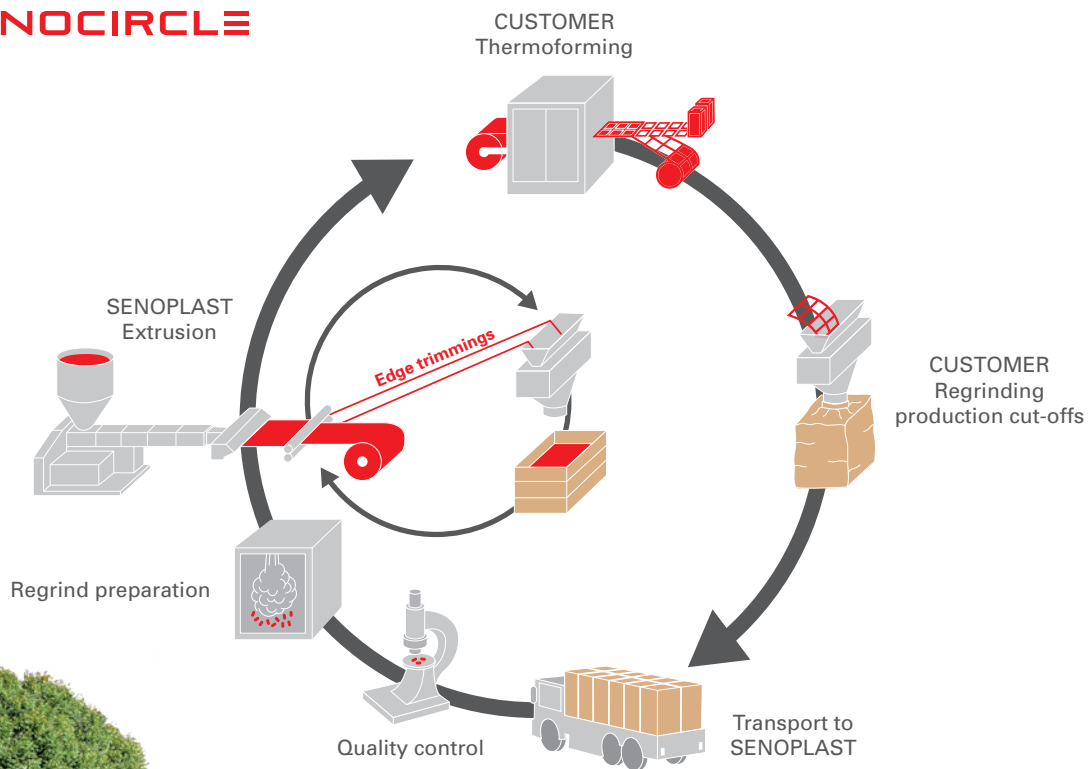 NOCIRCLE
CUSTOMER
Thermoforming
SENOPLAST
Extrusion
Edge trimmings
CUSTOMER
Regrinding
production cut-offs
Regrind preparation
Quality control
Transport to
SENOPLAST